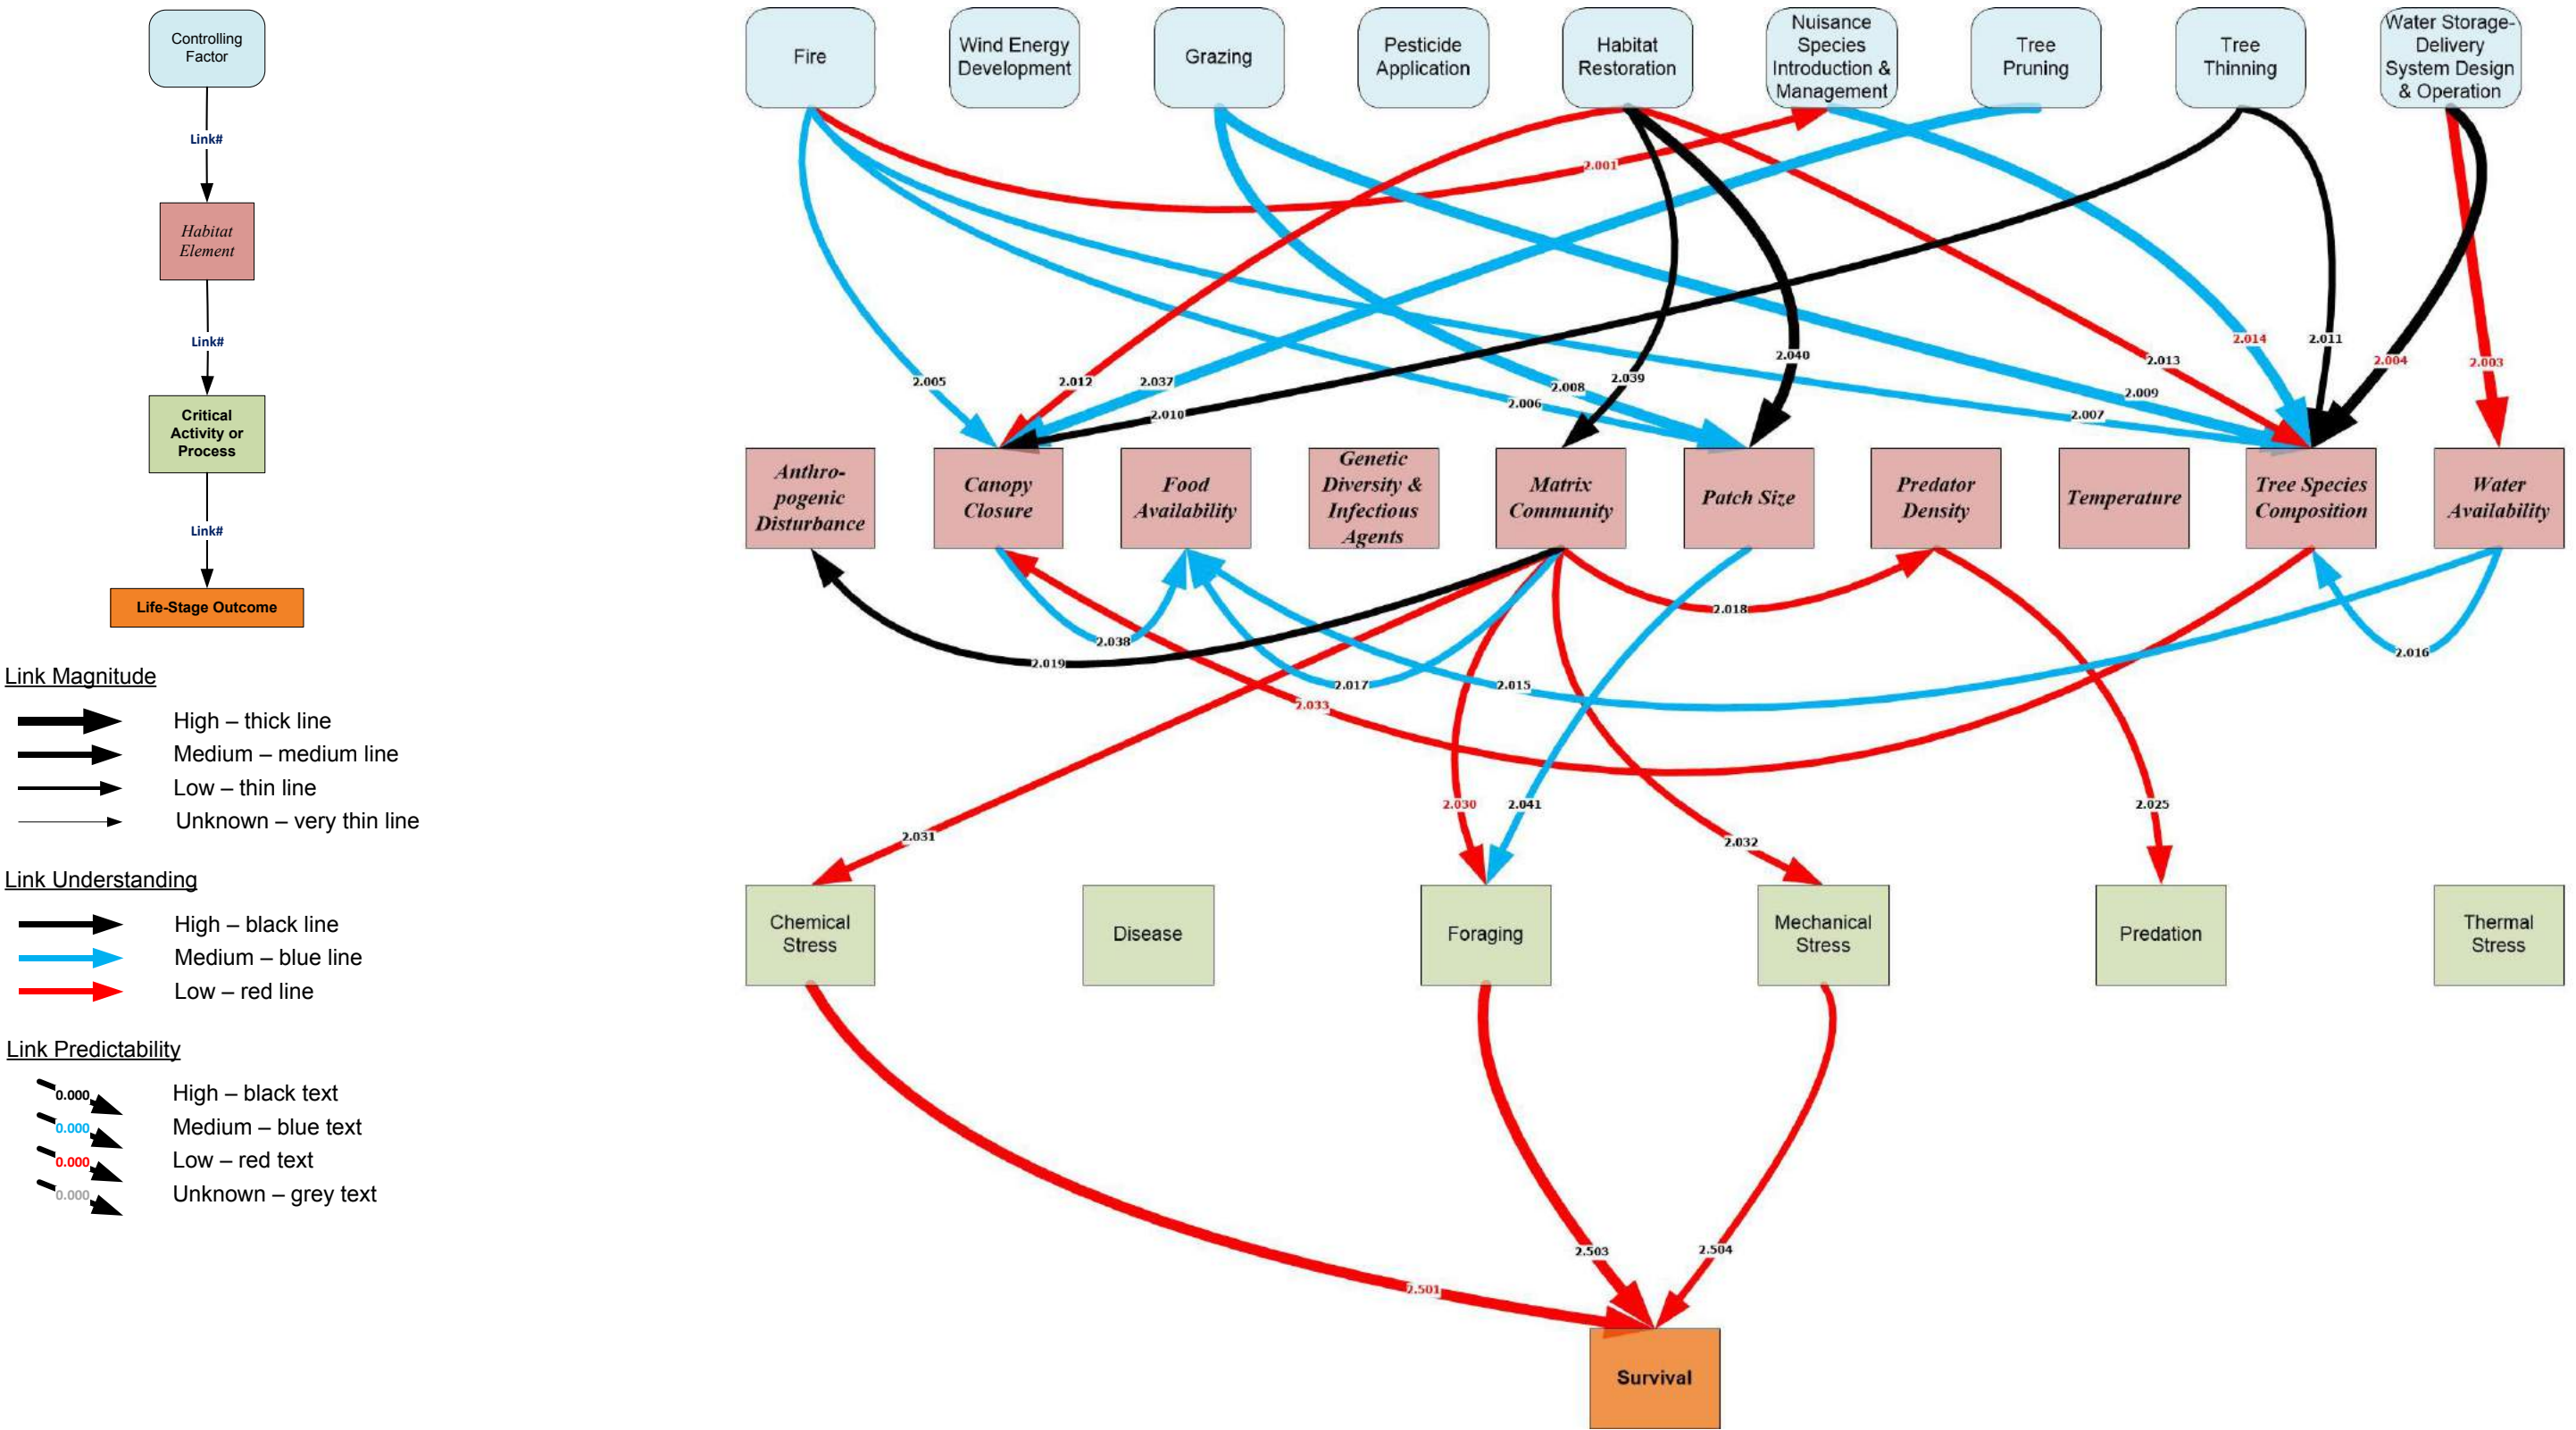 Controlling
Factor
Link#
Habitat
Element
Link#
Critical
Activity or
Process
Link#
Life-Stage Outcome
Link Magnitude
High – thick line
Medium – medium line
Low – thin line
Unknown – very thin line
Link Understanding
High – black line
Medium – blue line
Low – red line
Link Predictability
0.000 High – black text
0.000 Medium – blue text
0.000 Low – red text
0.000 Unknown – grey text
Fire
Wind Energy
Development
Grazing
Pesticide
Application
Habitat
Restoration
Nuisance
Species
Introduction &
Management
Tree
Pruning
Tree
Thinning
Water Storage-
Delivery
System Design
& Operation
2.001
2.014
2.011
2.004
2.003
2.040
2.013
2.005
2.012
2.037
2.008
2.039
2.009
2.006
2.010
2.007
Anthro-
pogenic
Disturbance
Canopy
Closure
Food
Availability
Genetic
Diversity &
Infectious
Agents
Matrix
Community
Patch Size
Predator
Density
Temperature
Tree Species
Composition
Water
Availability
2.018
2.038
2.016
2.019
2.017
2.015
2.033
2.030
2.041
2.025
2.031
2.032
Chemical
Stress
Disease
Foraging
Mechanical
Stress
Predation
Thermal
Stress
2.503
2.504
2.501
Survival